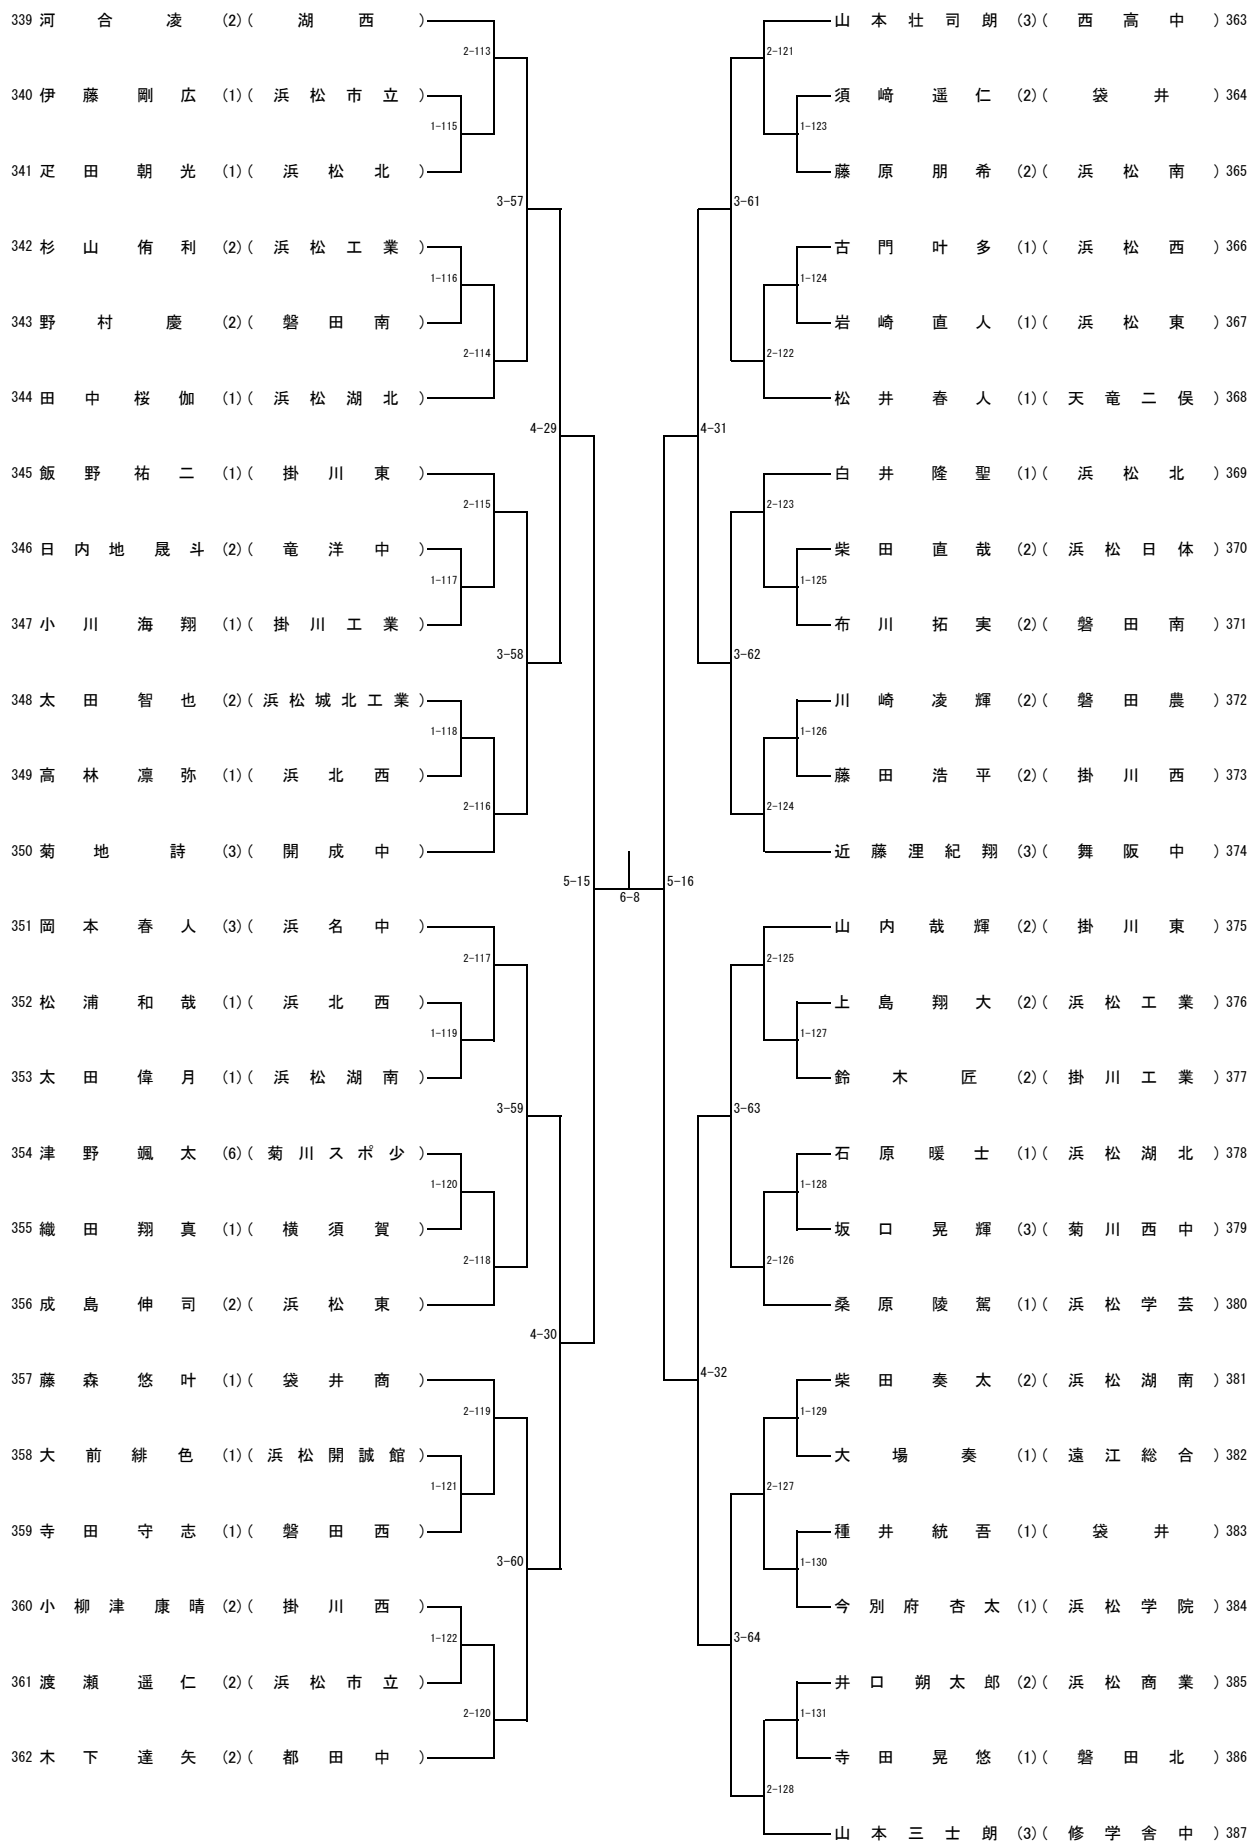 339 河合凌 (2) (湖西)
2-113
340 伊藤剛広 (1) (浜松市立)
1-115
341 疋田朝光 (1) (浜松北)
3-57
342 杉山侑利 (2) (浜松工業)
1-116
343 野村慶 (2) (磐田南)
2-114
344 田中桜伽 (1) (浜松湖北)
4-29
345 飯野祐二 (1) (掛川東)
2-115
346 日内地晟斗 (2) (竜洋中)
1-117
347 小川海翔 (1) (掛川工業)
3-58
348 太田智也 (2) (浜松城北工業)
1-118
349 高林凛弥 (1) (浜北西)
2-116
350 菊地詩 (3) (開成中)
5-15
6-8
351 岡本春人 (3) (浜名中)
2-117
352 松浦和哉 (1) (浜北西)
1-119
353 太田偉月 (1) (浜松湖南)
3-59
354 津野颯太 (6) (菊川スポ少)
1-120
355 織田翔真 (1) (横須賀)
2-118
356 成島伸司 (2) (浜松東)
4-30
357 藤森悠叶 (1) (袋井商)
2-119
358 大前緋色 (1) (浜松開誠館)
1-121
359 寺田守志 (1) (磐田西)
3-60
360 小柳津康晴 (2) (掛川西)
1-122
361 渡瀬遥仁 (2) (浜松市立)
2-120
362 木下達矢 (2) (都田中)
山本壮司朗 (3) (西高中) 363
2-121
須﨑遥仁 (2) (袋井) 364
1-123
藤原朋希 (2) (浜松南) 365
3-61
古門叶多 (1) (浜松西) 366
1-124
岩崎直人 (1) (浜松東) 367
2-122
松井春人 (1) (天竜二俣) 368
4-31
白井隆聖 (1) (浜松北) 369
2-123
柴田直哉 (2) (浜松日体) 370
1-125
布川拓実 (2) (磐田南) 371
3-62
川崎凌輝 (2) (磐田農) 372
1-126
藤田浩平 (2) (掛川西) 373
2-124
近藤浬紀翔 (3) (舞阪中) 374
5-16
山内哉輝 (2) (掛川東) 375
2-125
上島翔大 (2) (浜松工業) 376
1-127
鈴木匠 (2) (掛川工業) 377
3-63
石原暖士 (1) (浜松湖北) 378
1-128
坂口晃輝 (3) (菊川西中) 379
2-126
桑原陵駕 (1) (浜松学芸) 380
4-32
柴田奏太 (2) (浜松湖南) 381
1-129
大場奏 (1) (遠江総合) 382
2-127
種井統吾 (1) (袋井) 383
1-130
今別府杏太 (1) (浜松学院) 384
3-64
井口朔太郎 (2) (浜松商業) 385
1-131
寺田晃悠 (1) (磐田北) 386
2-128
山本三士朗 (3) (修学舎中) 387